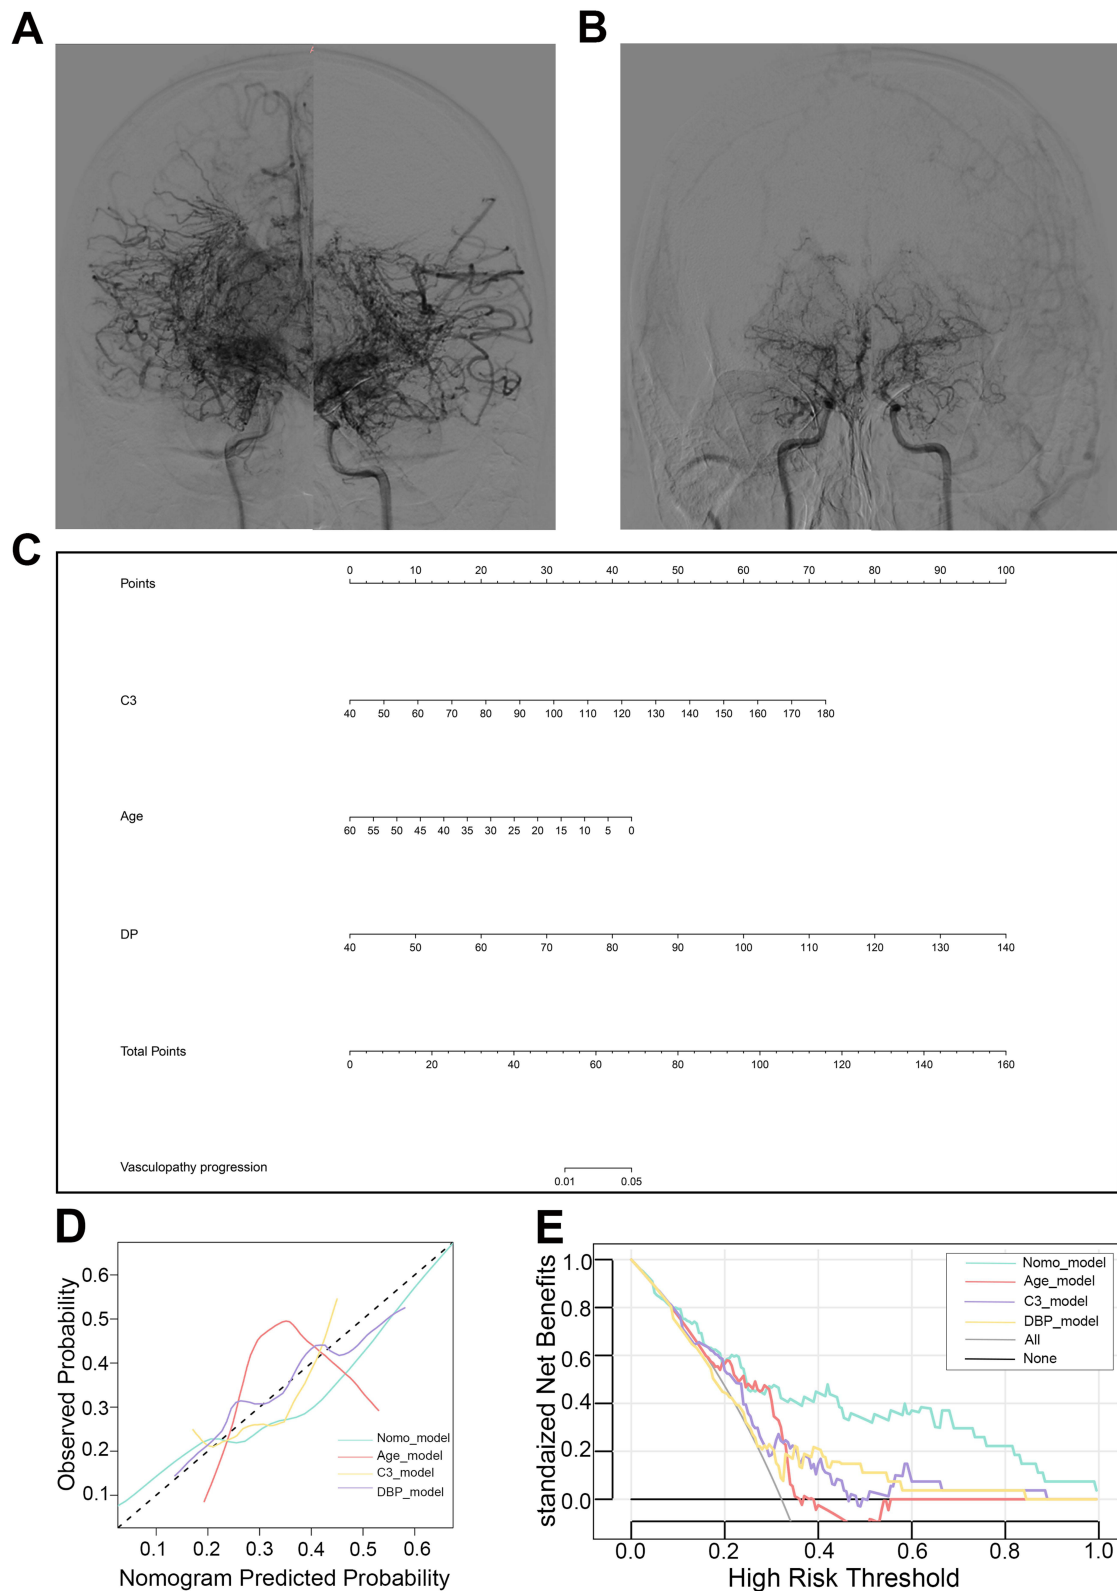 A
B
C
Points
0 10 20 30 40 50 60 70 80 90 100
C3
40 50 60 70 80 90 100 110 120 130 140 150 160 170 180
Age
60 55 50 45 40 35 30 25 20 15 10 5 0
DP
40 50 60 70 80 90 100 110 120 130 140
Total Points
0 20 40 60 80 100 120 140 160
Vasculopathy progression
0.01 0.05
D
Observed Probability
0.6
0.5
0.4
0.3
0.2
0.1
Nomo_model
Age_model
C3_model
DBP_model
0.1 0.2 0.3 0.4 0.5 0.6
Nomogram Predicted Probability
E
standaized Net Benefits
1.0
0.8
0.6
0.4
0.2
0.0
Nomo_model
Age_model
C3_model
DBP_model
All
None
0.0 0.2 0.4 0.6 0.8 1.0
High Risk Threshold